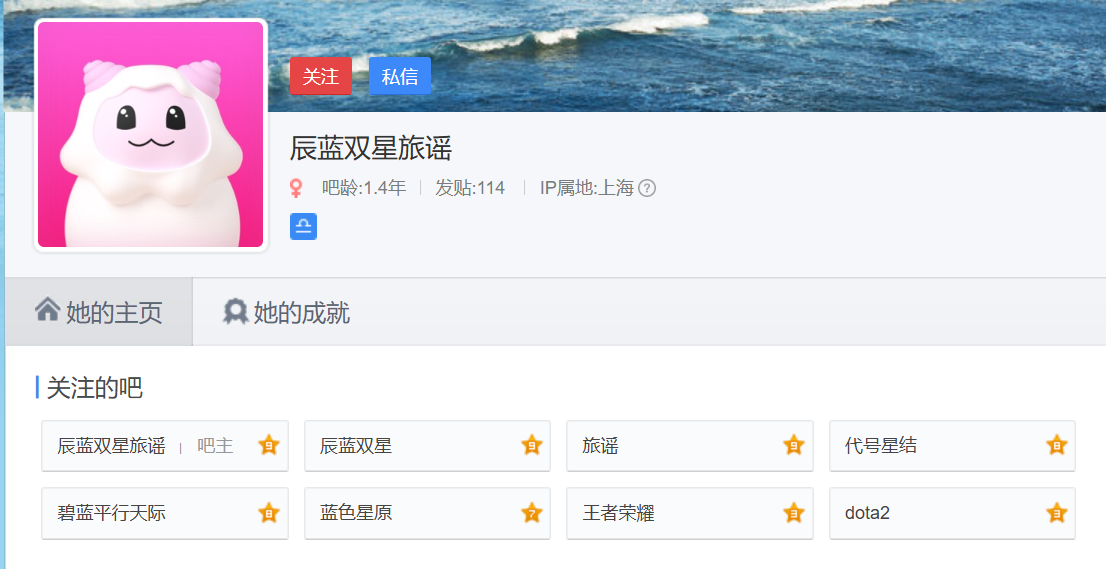 关注 私信
辰蓝双星旅谣
吧龄:1.4年 发贴:114 IP属地:上海 ?
她的主页 她的成就
关注的吧
辰蓝双星旅谣 吧主 9 辰蓝双星 9 旅谣 9 代号星结 8
碧蓝平行天际 8 蓝色星原 7 王者荣耀 3 dota2 3